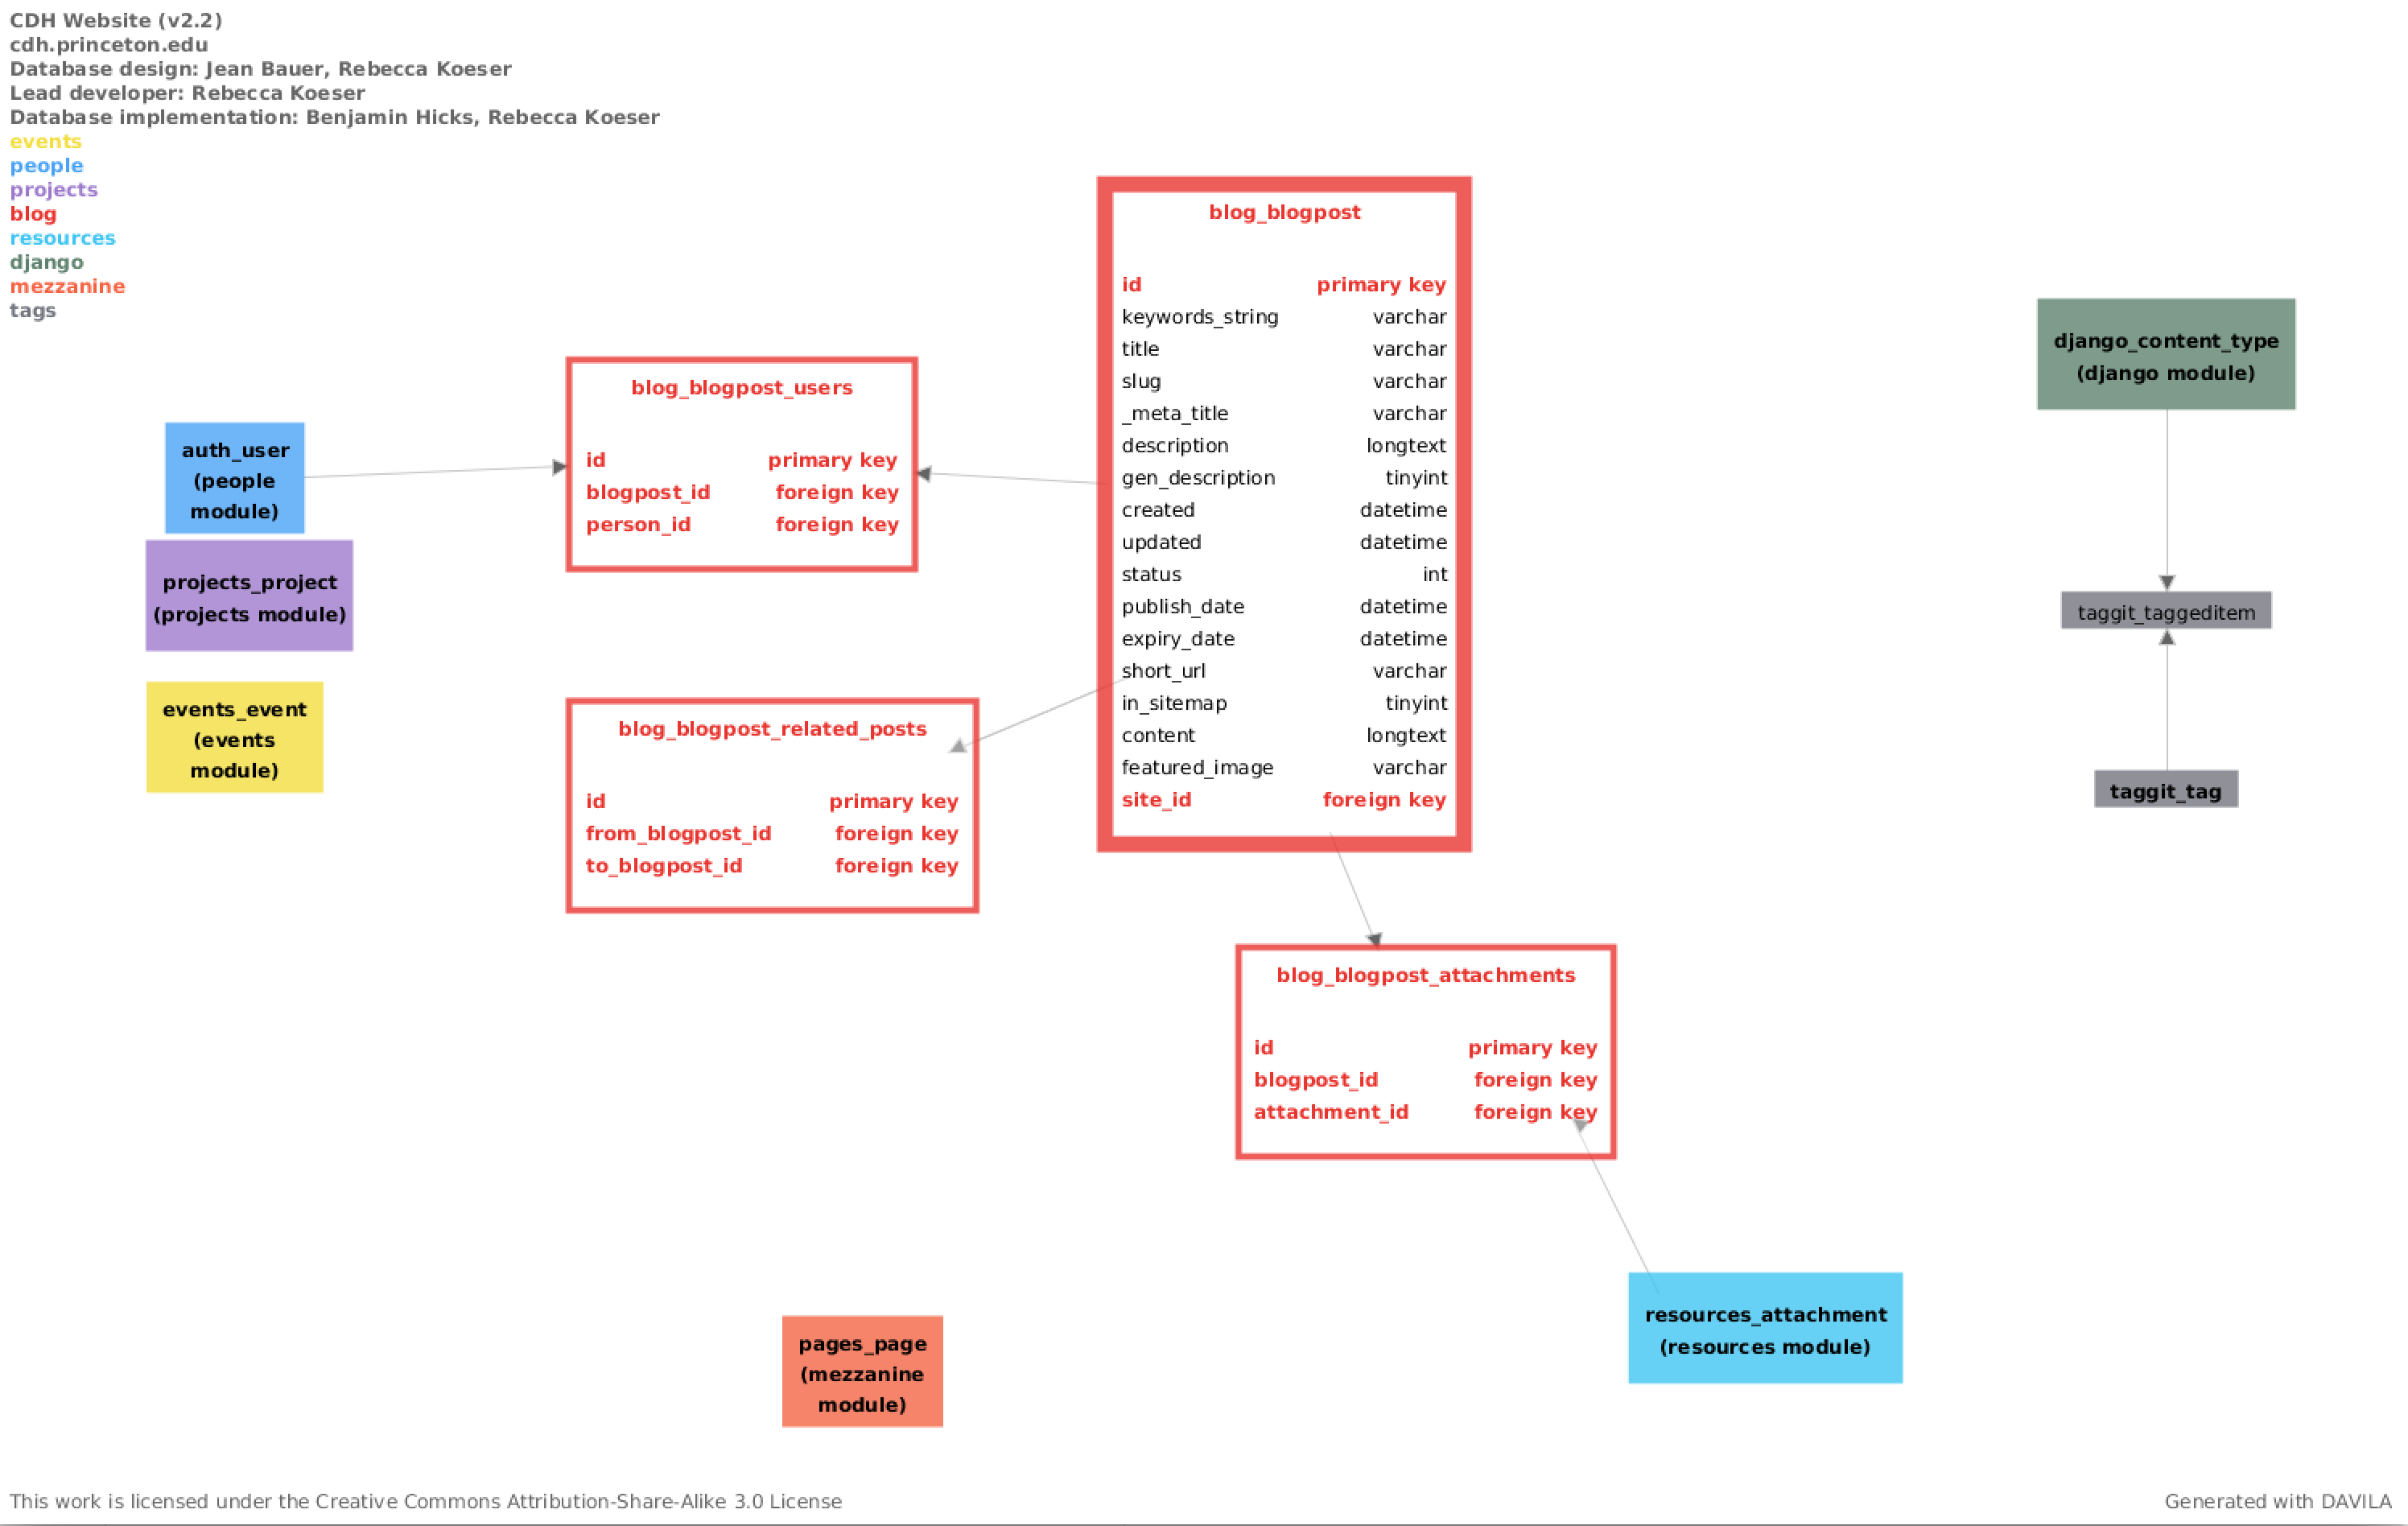 CDH Website (v2.2)
cdh.princeton.edu
Database design: Jean Bauer, Rebecca Koeser
Lead developer: Rebecca Koeser
Database implementation: Benjamin Hicks, Rebecca Koeser
events
people
projects
blog
resources
django
mezzanine
tags
auth_user
(people
module)
projects_project
(projects module)
events_event
(events
module)
blog_blogpost_users
id primary key
blogpost_id foreign key
person_id foreign key
blog_blogpost_related_posts
id primary key
from_blogpost_id foreign key
to_blogpost_id foreign key
blog_blogpost
id primary key
keywords_string varchar
title varchar
slug varchar
_meta_title varchar
description longtext
gen_description tinyint
created datetime
updated datetime
status int
publish_date datetime
expiry_date datetime
short_url varchar
in_sitemap tinyint
content longtext
featured_image varchar
site_id foreign key
blog_blogpost_attachments
id primary key
blogpost_id foreign key
attachment_id foreign key
django_content_type
(django module)
taggit_taggeditem
taggit_tag
resources_attachment
(resources module)
pages_page
(mezzanine
module)
This work is licensed under the Creative Commons Attribution-Share-Alike 3.0 License
Generated with DAVILA